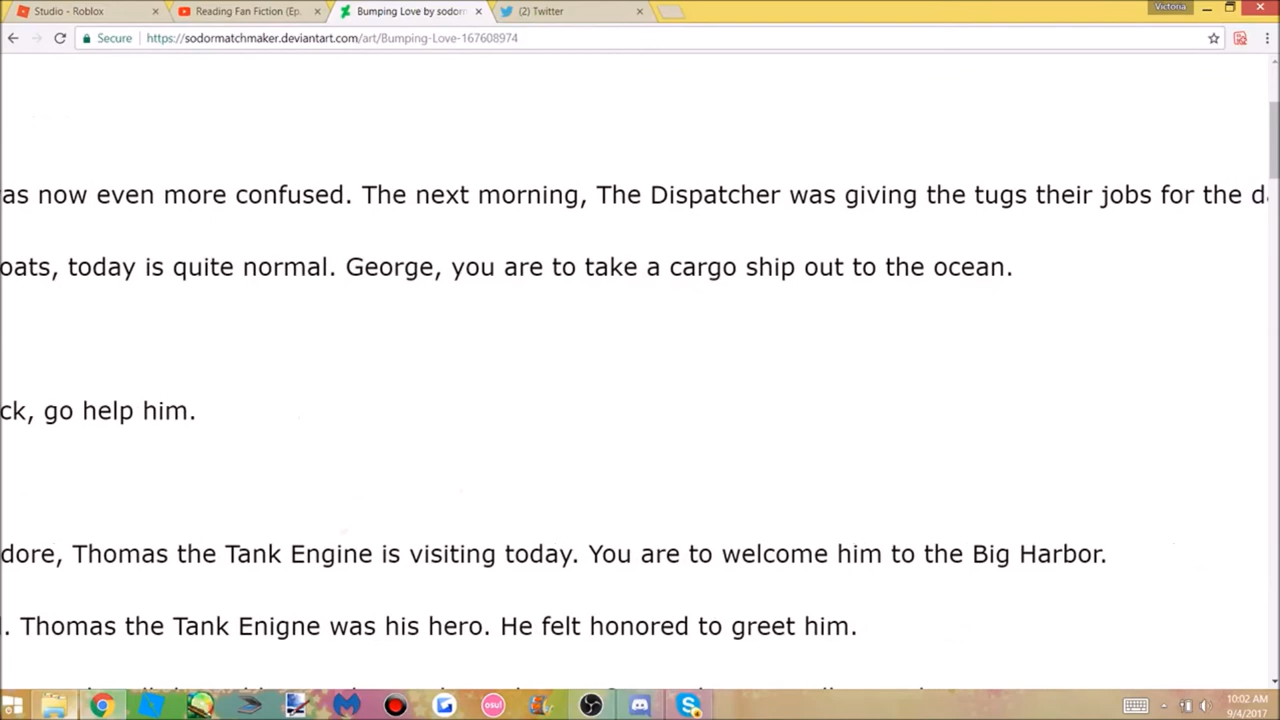 Studio - Roblox
Reading Fan Fiction (Ep.
Bumping Love by sodor
(2) Twitter
Victoria
Secure
https://sodormatchmaker.deviantart.com/art/Bumping-Love-167608974
as now even more confused. The next morning, The Dispatcher was giving the tugs their jobs for the d
oats, today is quite normal. George, you are to take a cargo ship out to the ocean.
ck, go help him.
dore, Thomas the Tank Engine is visiting today. You are to welcome him to the Big Harbor.
. Thomas the Tank Enigne was his hero. He felt honored to greet him.
osu!
10:02 AM
9/4/2017